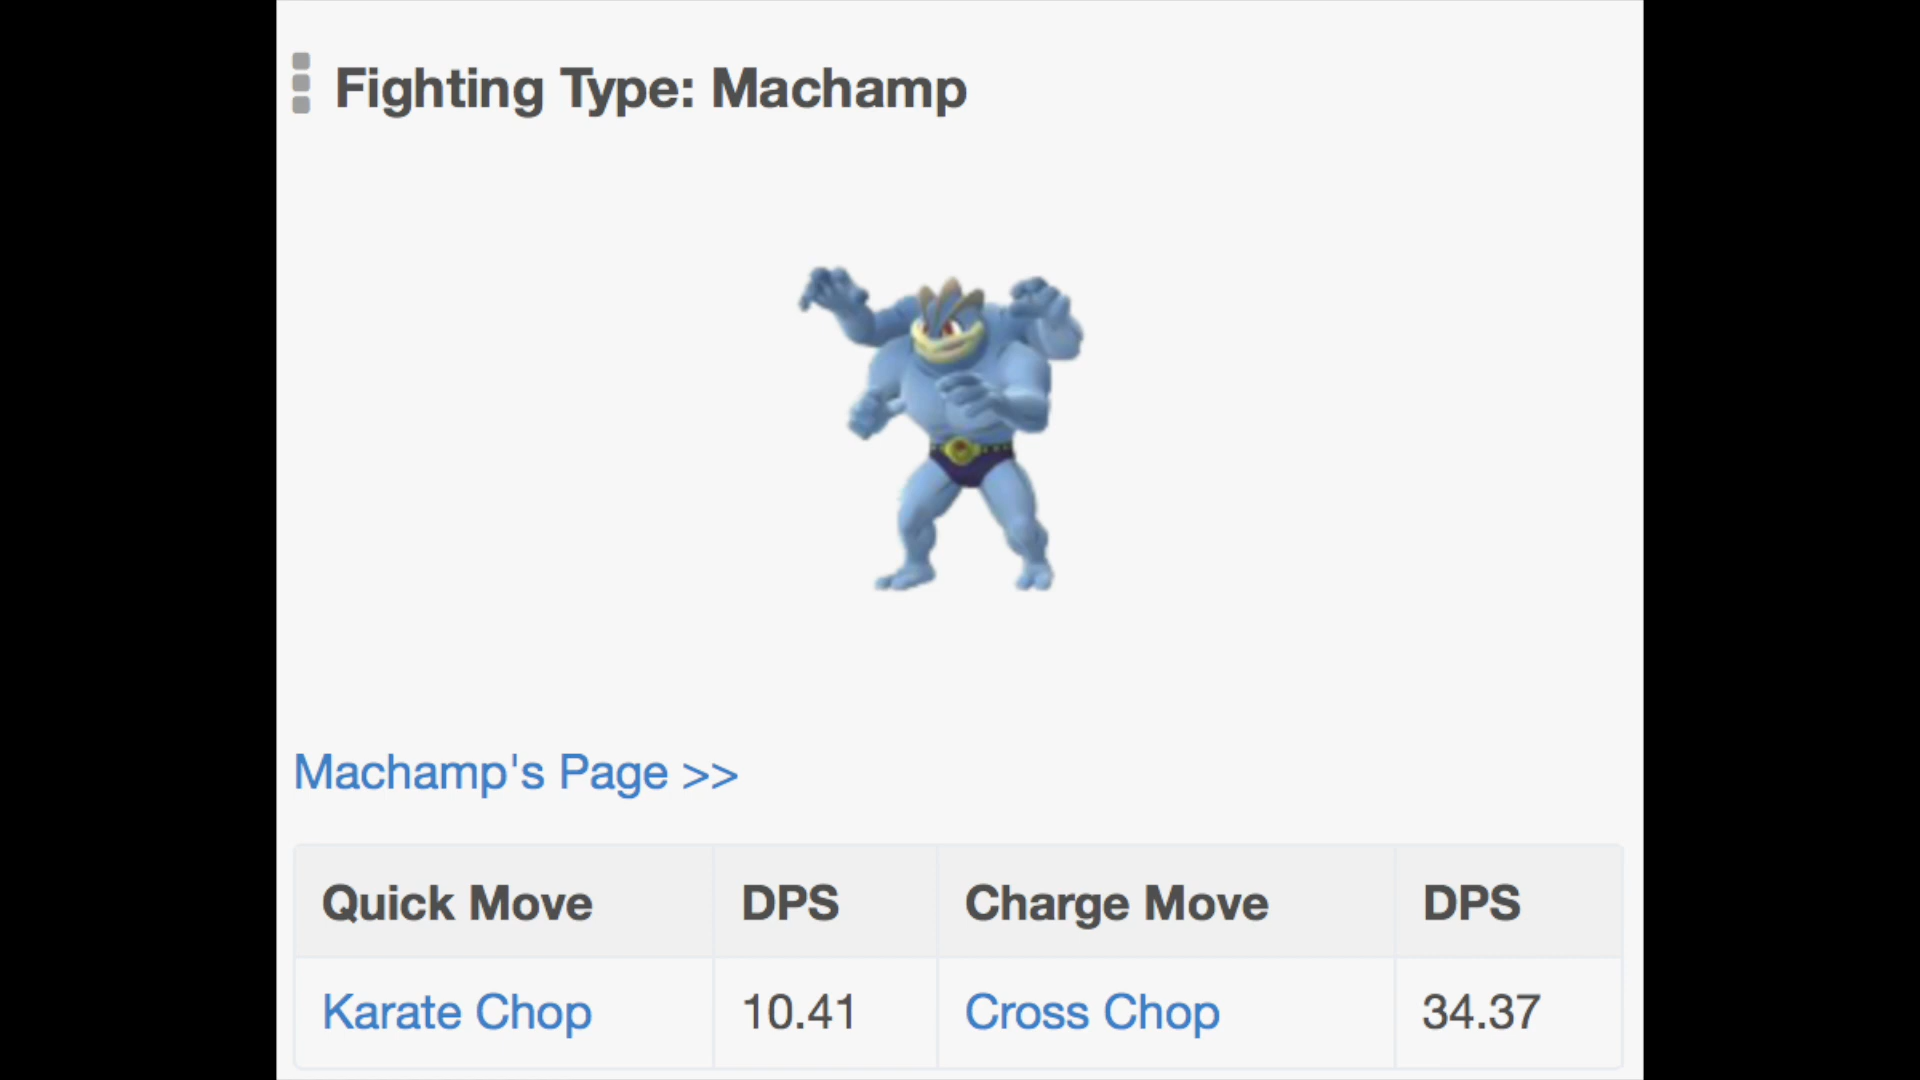 Fighting Type: Machamp
Machamp's Page >>
Quick Move DPS Charge Move DPS
Karate Chop 10.41 Cross Chop 34.37